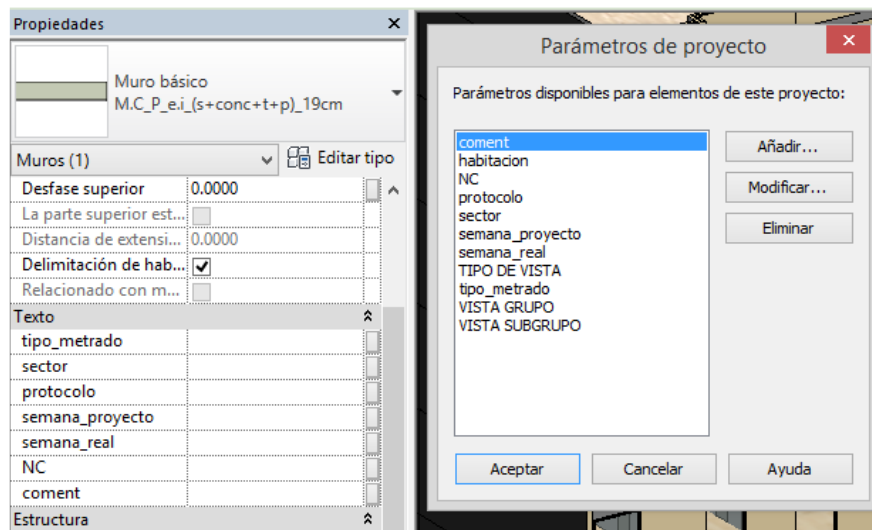 Propiedades
Muro básico
M.C_P_e.i_(s+conc+t+p)_19cm
Muros (1)
Editar tipo
Desfase superior 0.0000
La parte superior est...
Distancia de extensi... 0.0000
Delimitación de hab...
Relacionado con m...
Texto
tipo_metrado
sector
protocolo
semana_proyecto
semana_real
NC
coment
Estructura
Parámetros de proyecto
Parámetros disponibles para elementos de este proyecto:
coment
habitacion
NC
protocolo
sector
semana_proyecto
semana_real
TIPO DE VISTA
tipo_metrado
VISTA GRUPO
VISTA SUBGRUPO
Añadir...
Modificar...
Eliminar
Aceptar
Cancelar
Ayuda